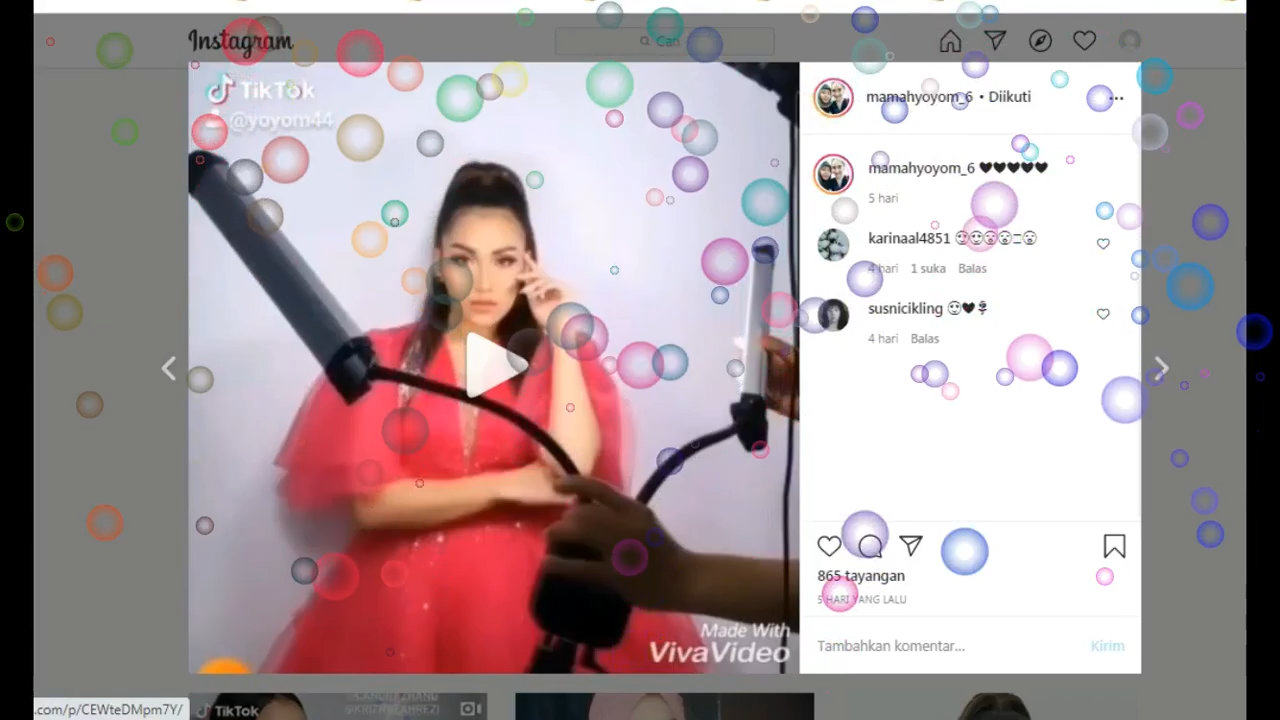 Instagram
Cari
TikTok
@yoyom44
mamahyoyom_6 • Diikuti
mamahyoyom_6 🖤🖤🖤🖤🖤
5 hari
karinaal4851
4 hari 1 suka Balas
susnicikling
4 hari Balas
865 tayangan
5 HARI YANG LALU
Tambahkan komentar... Kirim
Made With
VivaVideo
.com/p/CEWteDMpm7Y/
TikTok